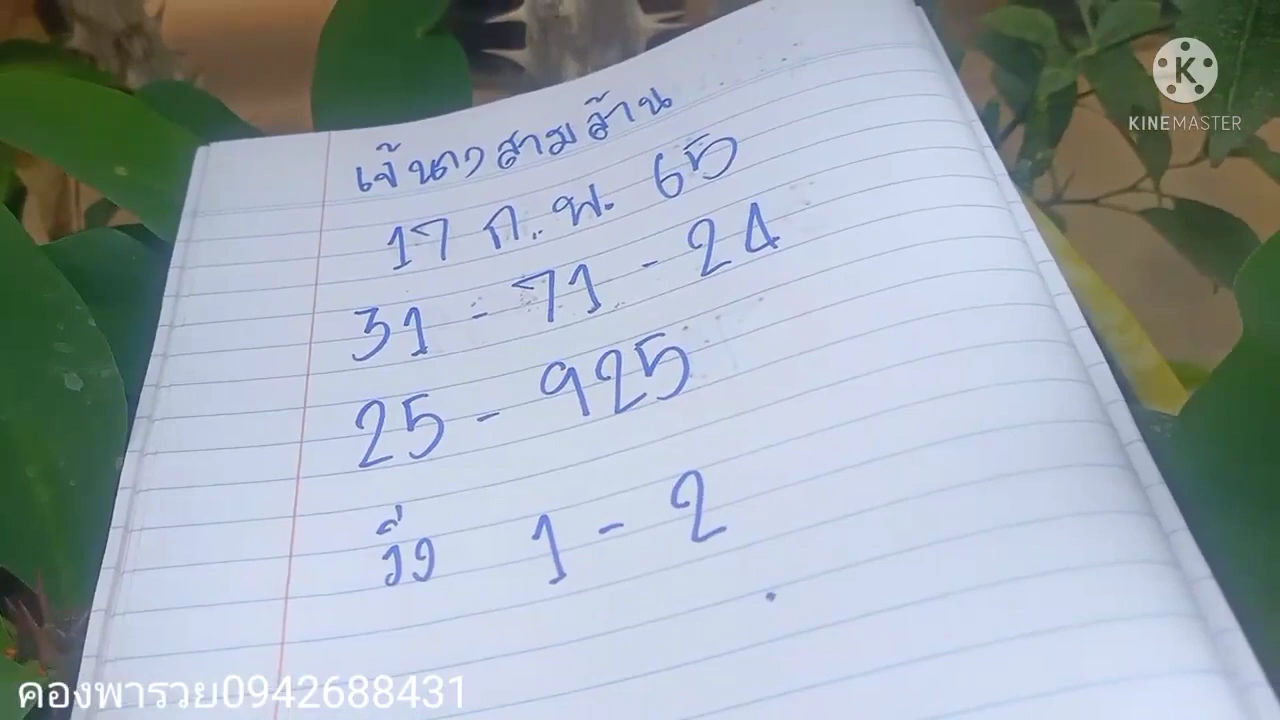 เจ้นางสามล้าน
17 ก.พ. 65
31 - 71 - 24
25 - 925
วิ่ง 1 - 2
K
KINEMASTER
คองพารวย0942688431